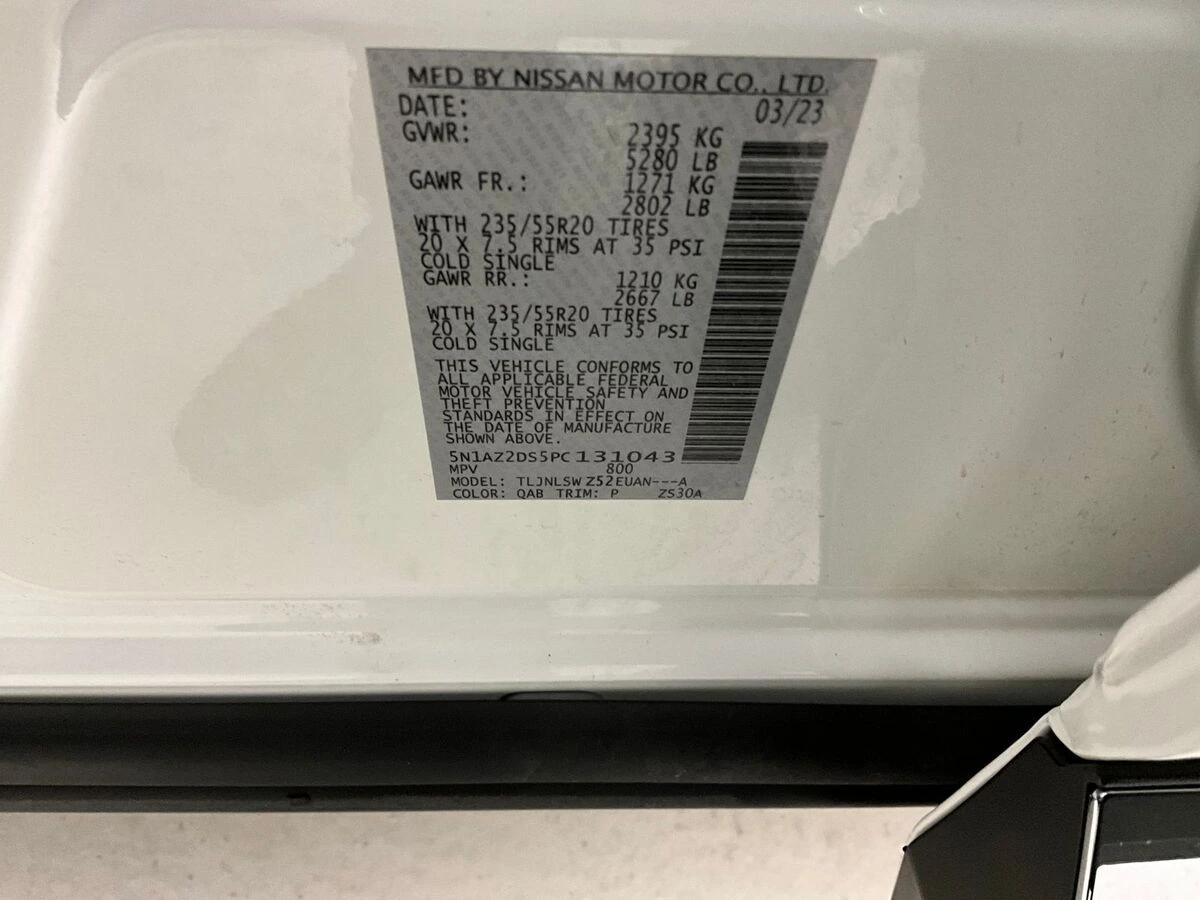 MFD BY NISSAN MOTOR CO., LTD.
DATE: 03/23
GVWR: 2395 KG
5280 LB
GAWR FR.: 1271 KG
2802 LB
WITH 235/55R20 TIRES
20 X 7.5 RIMS AT 35 PSI
COLD SINGLE
GAWR RR.: 1210 KG
2667 LB
WITH 235/55R20 TIRES
20 X 7.5 RIMS AT 35 PSI
COLD SINGLE
THIS VEHICLE CONFORMS TO
ALL APPLICABLE FEDERAL
MOTOR VEHICLE SAFETY AND
THEFT PREVENTION
STANDARDS IN EFFECT ON
THE DATE OF MANUFACTURE
SHOWN ABOVE.
5N1AZ2DS5PC131043
MPV 800
MODEL: TLJNLSWZ52EUAN---A
COLOR: QAB TRIM: P ZS30A